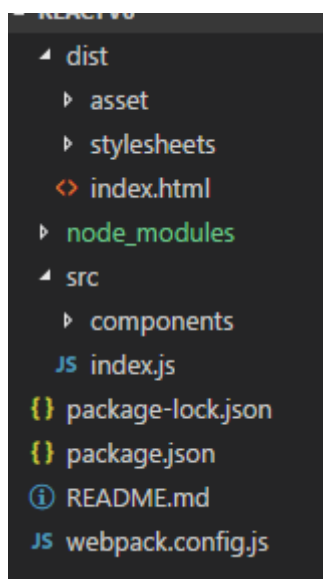 dist
asset
stylesheets
<> index.html
node_modules
src
components
JS index.js
{} package-lock.json
{} package.json
README.md
JS webpack.config.js